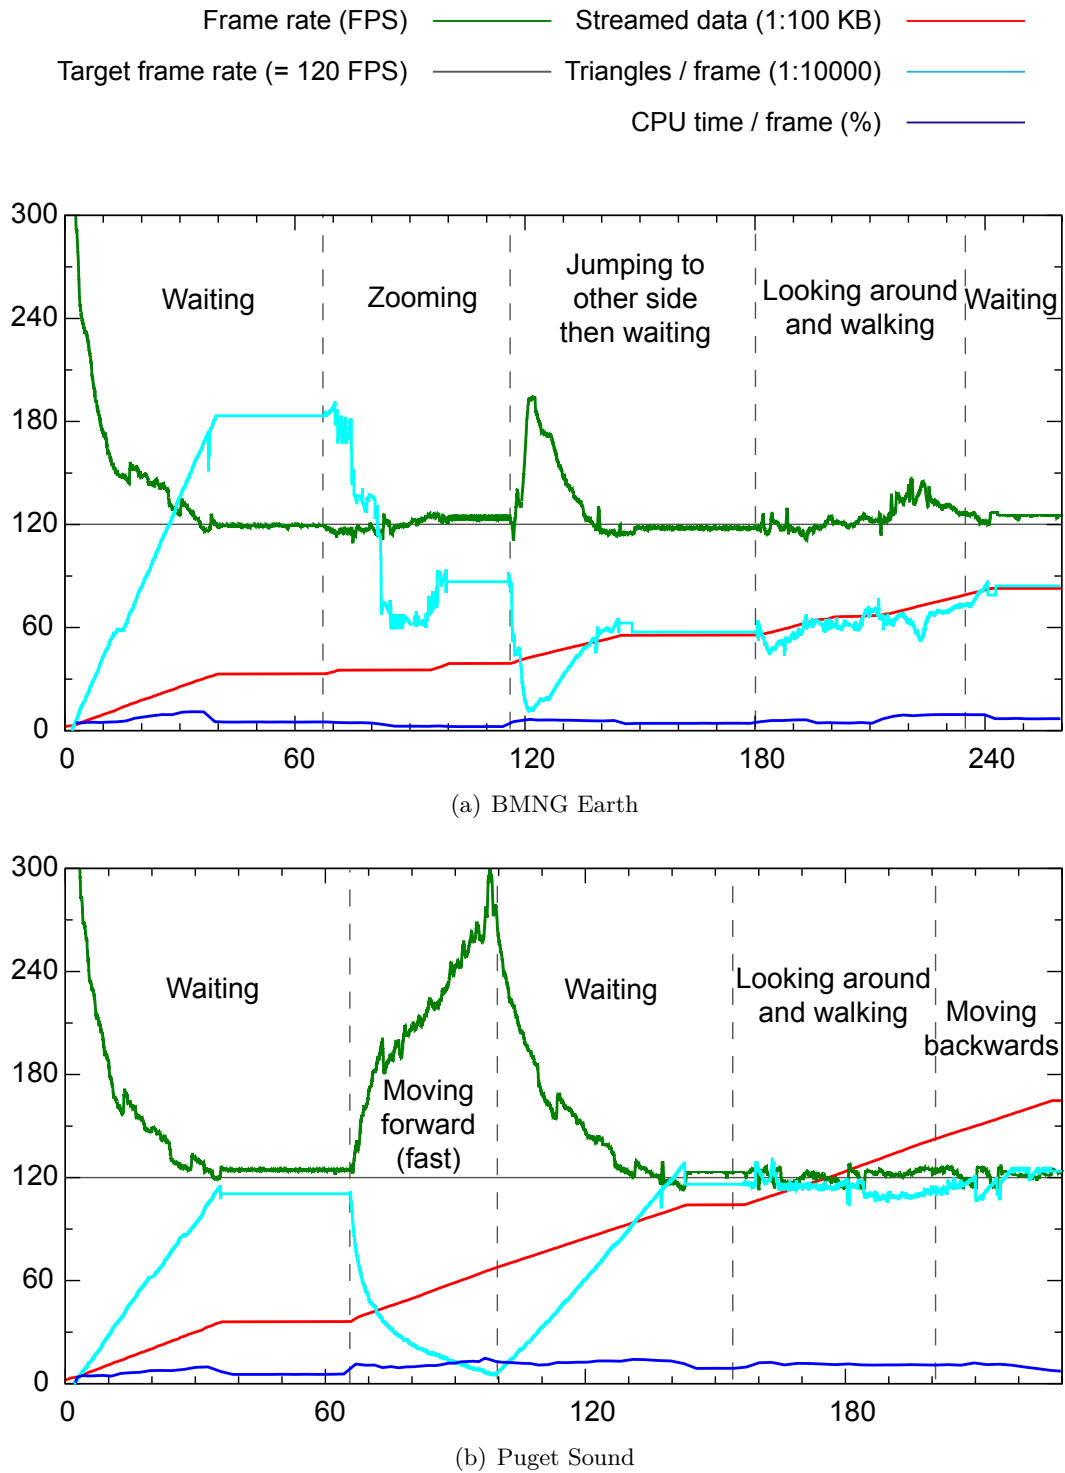 Frame rate (FPS)
Streamed data (1:100 KB)
Target frame rate (= 120 FPS)
Triangles / frame (1:10000)
CPU time / frame (%)
300
240
180
120
60
0
Waiting
Zooming
Jumping to
other side
then waiting
Looking around
and walking
Waiting
0 60 120 180 240
(a) BMNG Earth
300
240
180
120
60
0
Waiting
Moving
forward
(fast)
Waiting
Looking around
and walking
Moving
backwards
0 60 120 180
(b) Puget Sound